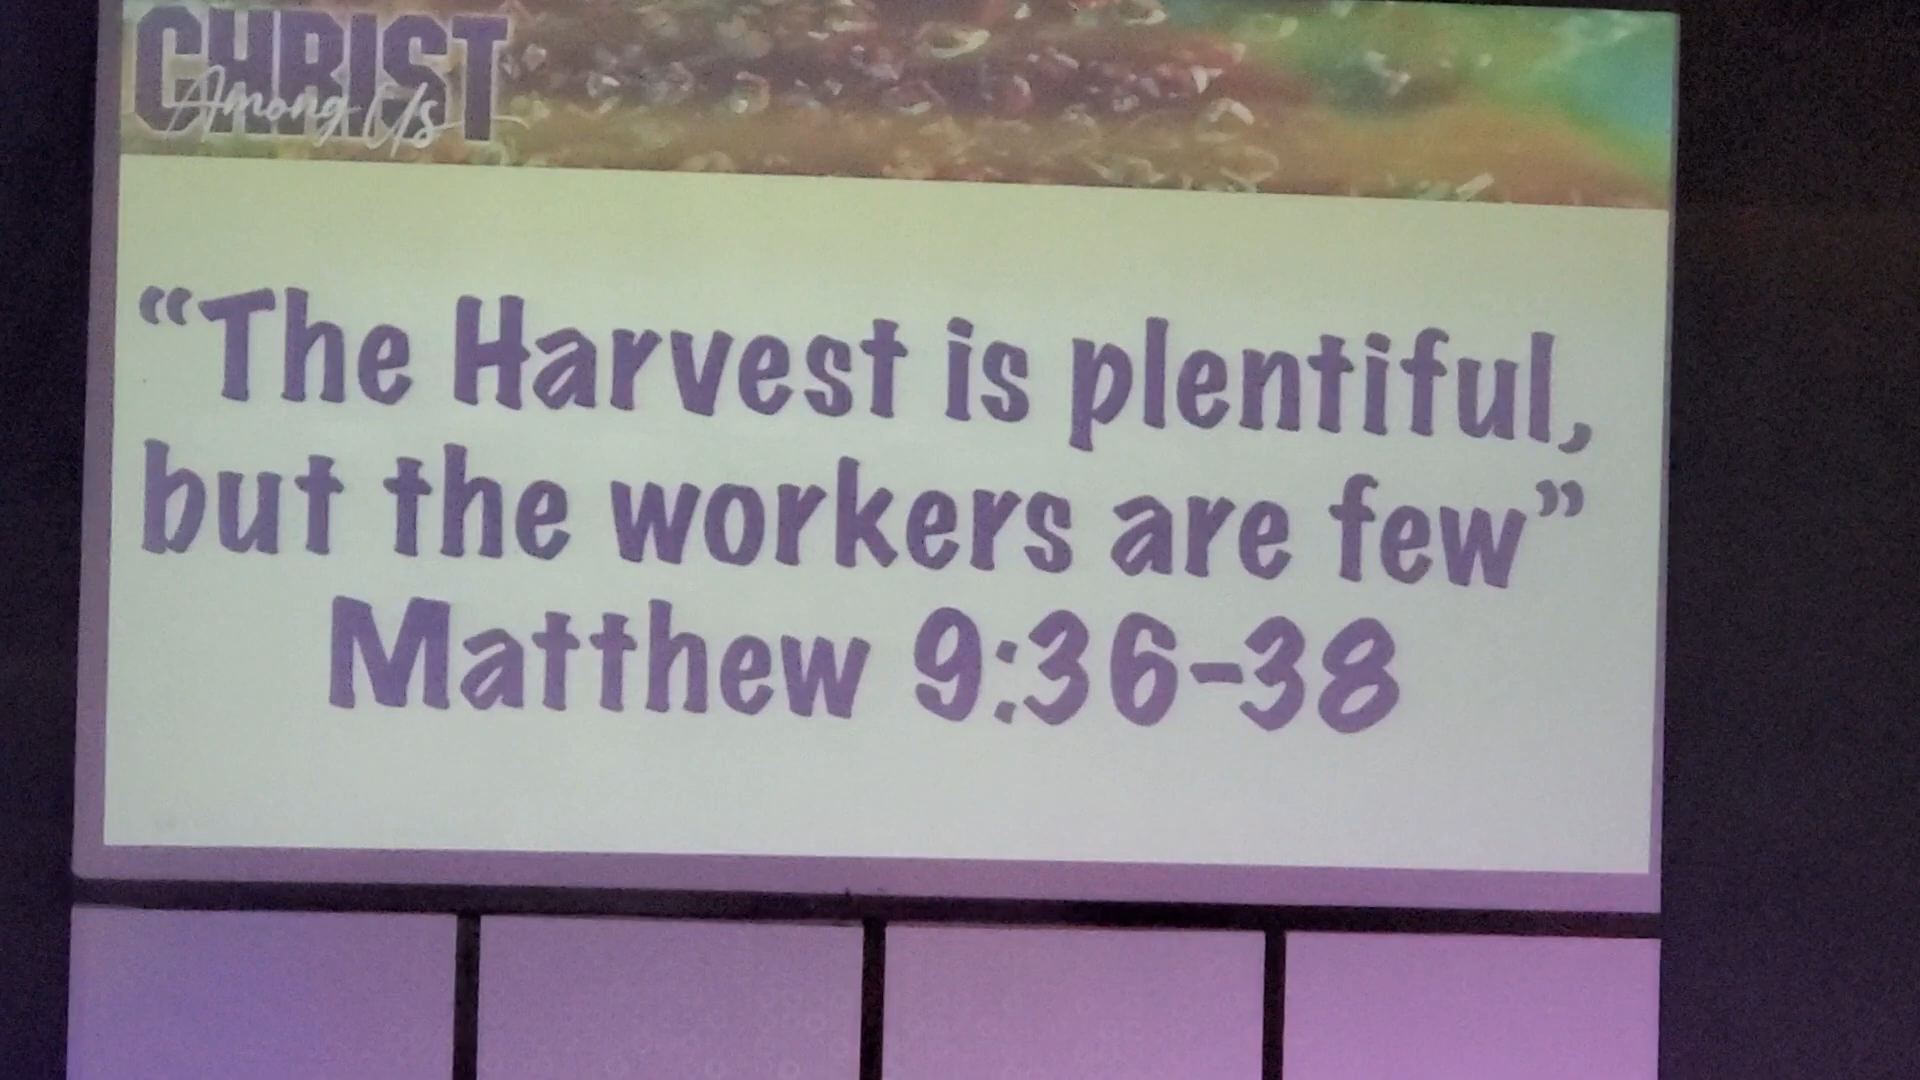 CHRIST
Among Us
“The Harvest is plentiful,
but the workers are few”
Matthew 9:36-38